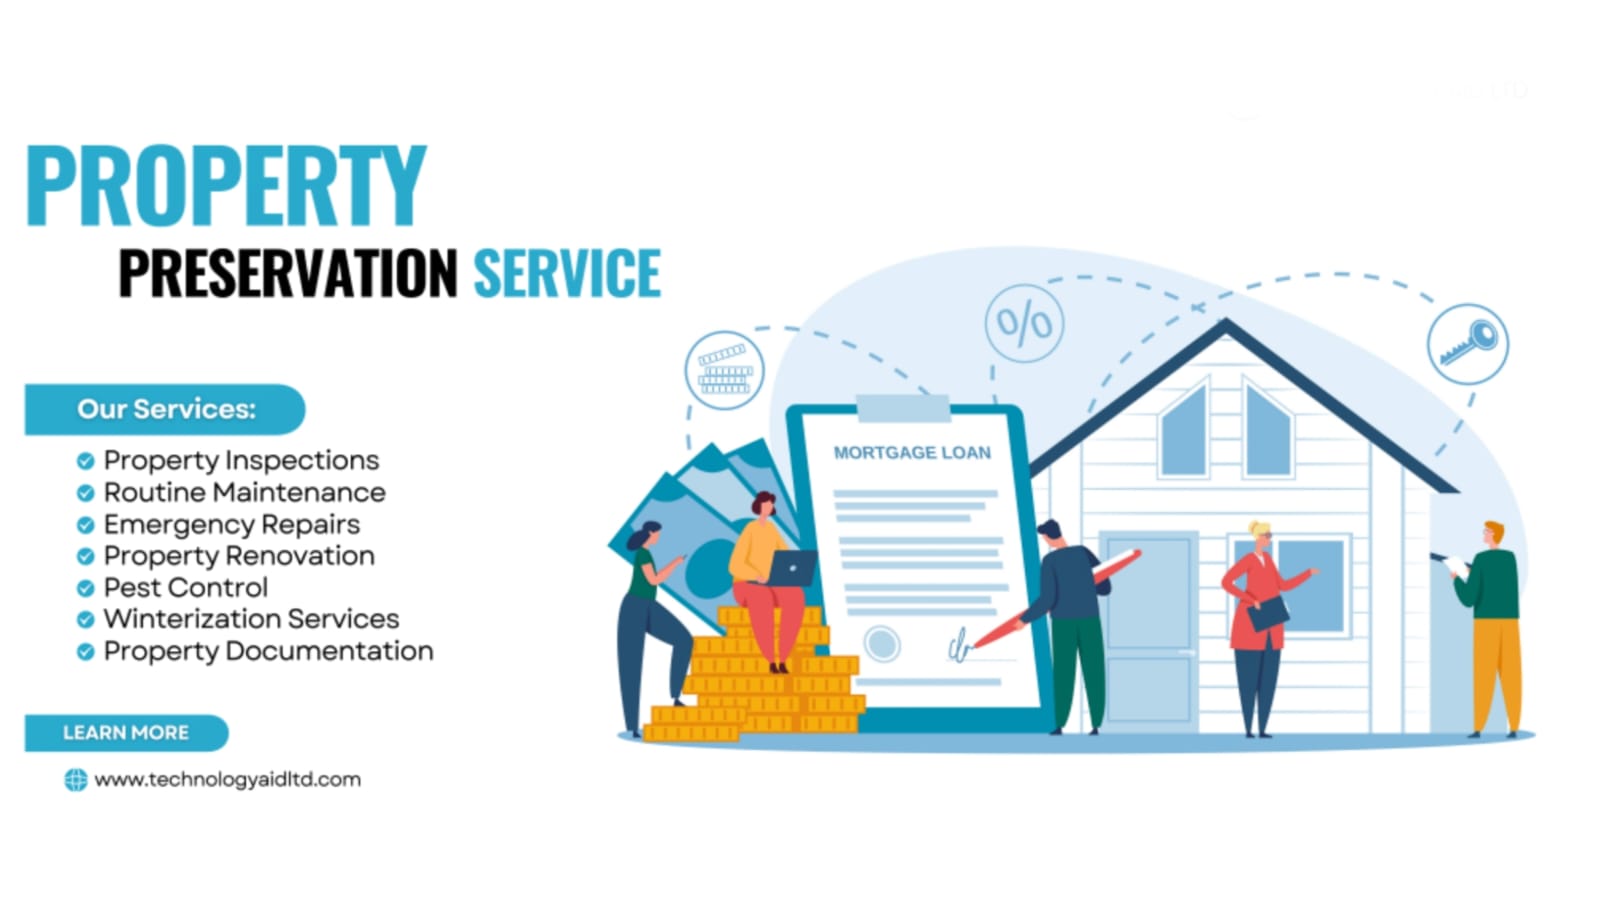 PROPERTY
PRESERVATION SERVICE
Our Services:
Property Inspections
Routine Maintenance
Emergency Repairs
Property Renovation
Pest Control
Winterization Services
Property Documentation
LEARN MORE
www.technologyaidltd.com
%
MORTGAGE LOAN
LTD